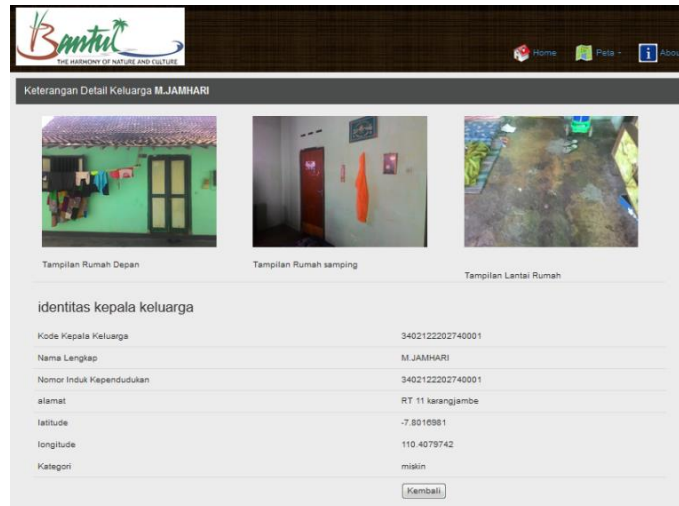 Bantul
THE HARMONY OF NATURE AND CULTURE
Home
Peta -
Abou
Keterangan Detail Keluarga M.JAMHARI
Tampilan Rumah Depan
Tampilan Rumah samping
Tampilan Lantai Rumah
identitas kepala keluarga
Kode Kepala Keluarga 3402122202740001
Nama Lengkap M.JAMHARI
Nomor Induk Kependudukan 3402122202740001
alamat RT 11 karangjambe
latitude -7.8016981
longitude 110.4079742
Kategori miskin
Kembali